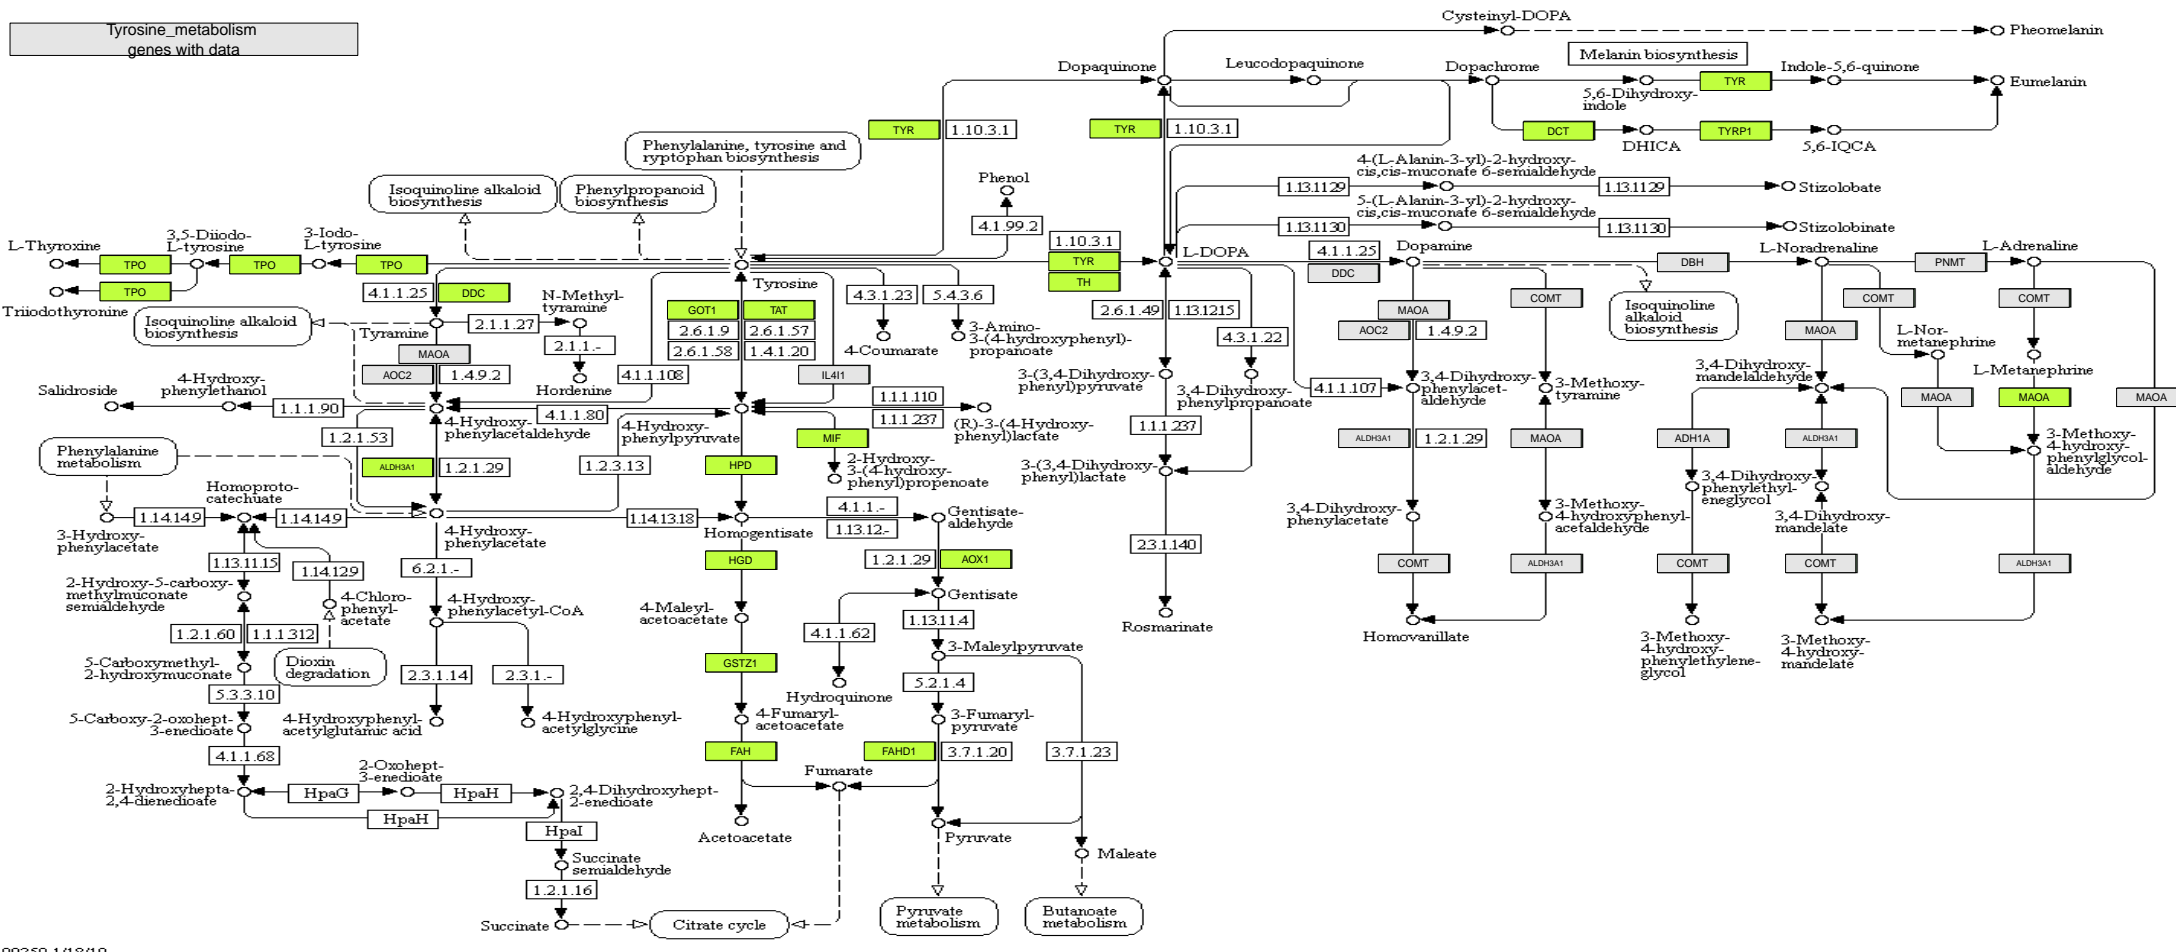 Tyrosine_metabolism
genes with data
Cysteinyl-DOPA
Pheomelanin
Melanin biosynthesis
Dopaquinone
Leucodopaquinone
Dopachrome
TYR
Indole-5,6-quinone
Eumelanin
5,6-Dihydroxy-
indole
TYR
1.10.3.1
TYR
1.10.3.1
DCT
DHICA
TYRP1
5,6-IQCA
Phenylalanine, tyrosine and
ryptophan biosynthesis
Isoquinoline alkaloid
biosynthesis
Phenylpropanoid
biosynfhesis
Phenol
4.1.99.2
4-(L-Alanin-3-yl)-2-hydroxy-
cis,cis-muconafe 6-semialdehyde
1.13.1129
1.13.1129
Stizolobate
5-(L-Alanin-3-yl)-2-hydroxy-
cis,cis-muconafe 6-semialdehyde
1.13.1130
1.13.1130
Stizolobinate
L-Thyroxine
3,5-Diiodo-
L-tyrosine
3-Iodo-
L-tyrosine
TPO
TPO
TPO
TPO
Triiodothyronine
Tyrosine
1.10.3.1
TYR
TH
L-DOPA
4.1.1.25
DDC
Dopamine
DBH
L-Noradrenaline
PNMT
L-Adrenaline
4.1.1.25
DDC
N-Methyl-
tyramine
Isoquinoline alkaloid
biosynthesis
Tyramine
2.1.1.27
2.1.1.-
Hordenine
MAOA
AOC2
1.4.9.2
GOT1
TAT
2.6.1.9
2.6.1.57
2.6.1.58
1.4.1.20
4.1.1.108
IL4I1
4.3.1.23
5.4.3.6
4-Coumarate
3-Amino-
3-(4-hydroxyphenyl)-
propanoate
2.6.1.49
1.13.1215
4.3.1.22
3-(3,4-Dihydroxy-
phenyl)pyruvate
3,4-Dihydroxy-
phenylpropanoate
4.1.1.107
MAOA
AOC2
1.4.9.2
COMT
Isoquinoline
alkaloid
biosynthesis
3,4-Dihydroxy-
phenylacet-
aldehyde
3-Methoxy-
tyramine
COMT
MAOA
COMT
L-Nor-
metanephrine
L-Metanephrine
3,4-Dihydroxy-
mandelaldehyde
MAOA
MAOA
MAOA
Salidroside
4-Hydroxy-
phenylethanol
1.1.1.90
4.1.1.80
4-Hydroxy-
phenylacetaldehyde
4-Hydroxy-
phenylpyruvate
1.1.1.110
1.1.1.237
(R)-3-(4-Hydroxy-
phenyl)lactate
MIF
2-Hydroxy-
3-(4-hydroxy-
phenyl)propenoate
1.2.1.53
ALDH3A1
1.2.1.29
1.2.3.13
HPD
1.1.1.237
3-(3,4-Dihydroxy-
phenyl)lactate
ALDH3A1
1.2.1.29
MAOA
ADH1A
ALDH3A1
3-Methoxy-
4-hydroxy-
phenylglycol-
aldehyde
Phenylalanine
metabolism
Homoproto-
catechuate
3-Hydroxy-
phenylacetate
1.14.14.9
1.14.14.9
4-Hydroxy-
phenylacetate
1.14.13.18
Homogentisate
4.1.1.-
1.13.12.-
Gentisate-
aldehyde
3,4-Dihydroxy-
phenylacetate
3-Methoxy-
4-hydroxyphenyl-
acetaldehyde
3,4-Dihydroxy-
phenylethyl-
eneglycol
3,4-Dihydroxy-
mandelate
1.13.11.15
1.14.12.9
6.2.1.-
HGD
1.2.1.29
AOX1
2.3.1.140
COMT
ALDH3A1
COMT
COMT
ALDH3A1
2-Hydroxy-5-carboxy-
methylmuconate
semialdehyde
4-Chloro-
phenyl-
acetate
4-Hydroxy-
phenylacetyl-CoA
4-Maleyl-
acetoacetate
Gentisate
Rosmarinate
Homovanillate
3-Methoxy-
4-hydroxy-
phenylethylene-
glycol
3-Methoxy-
4-hydroxy-
mandelate
1.2.1.60
1.1.1.312
4.1.1.62
1.13.11.4
5-Carboxymethyl-
2-hydroxymuconate
Dioxin
degradation
2.3.1.14
2.3.1.-
GSTZ1
Hydroquinone
3-Maleylpyruvate
5.2.1.4
5.3.3.10
5-Carboxy-2-oxohept-
3-enedioate
4-Hydroxyphenyl-
acetylglutamic acid
4-Hydroxyphenyl-
acetylglycine
4-Fumaryl-
acetoacefate
3-Fumaryl-
pyruvate
4.1.1.68
FAH
FAHD1
3.7.1.20
3.7.1.23
2-Oxohept-
3-enedioate
Fumarate
2-Hydroxyhepta-
2,4-dienedioafe
HpaG
HpaH
2,4-Dihydroxyhept-
2-enedioate
HpaH
HpaI
Acetoacetate
Pyruvate
Maleate
Succinate
semialdehyde
1.2.1.16
Succinate
Citrate cycle
Pyruvate
metabolism
Butanoate
metabolism